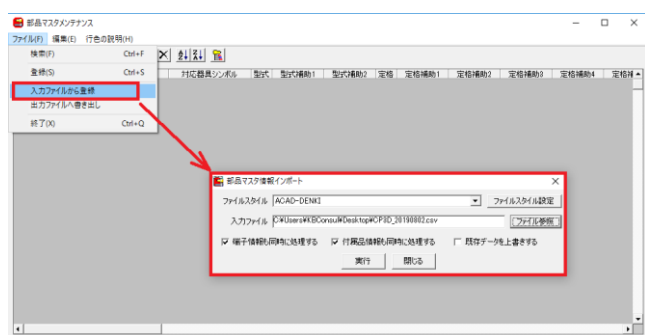 部品マスタメンテナンス
ファイル(F) 編集(E) 行色の説明(H)
検索(F) Ctrl+F
登録(S) Ctrl+S
入力ファイルから登録
出力ファイルへ書き出し
終了(X) Ctrl+Q
対応器具シンボル 型式 型式補助1 型式補助2 定格 定格補助1 定格補助2 定格補助3 定格補助4 定格補
部品マスタ情報インポート
ファイルスタイル ACAD-DENKI ファイルスタイル設定
入力ファイル C:¥Users¥KBConsul¥Desktop¥CP3D_20190802.csv ファイル参照
端子情報も同時に処理する 付属品情報も同時に処理する 既存データを上書きする
実行 閉じる